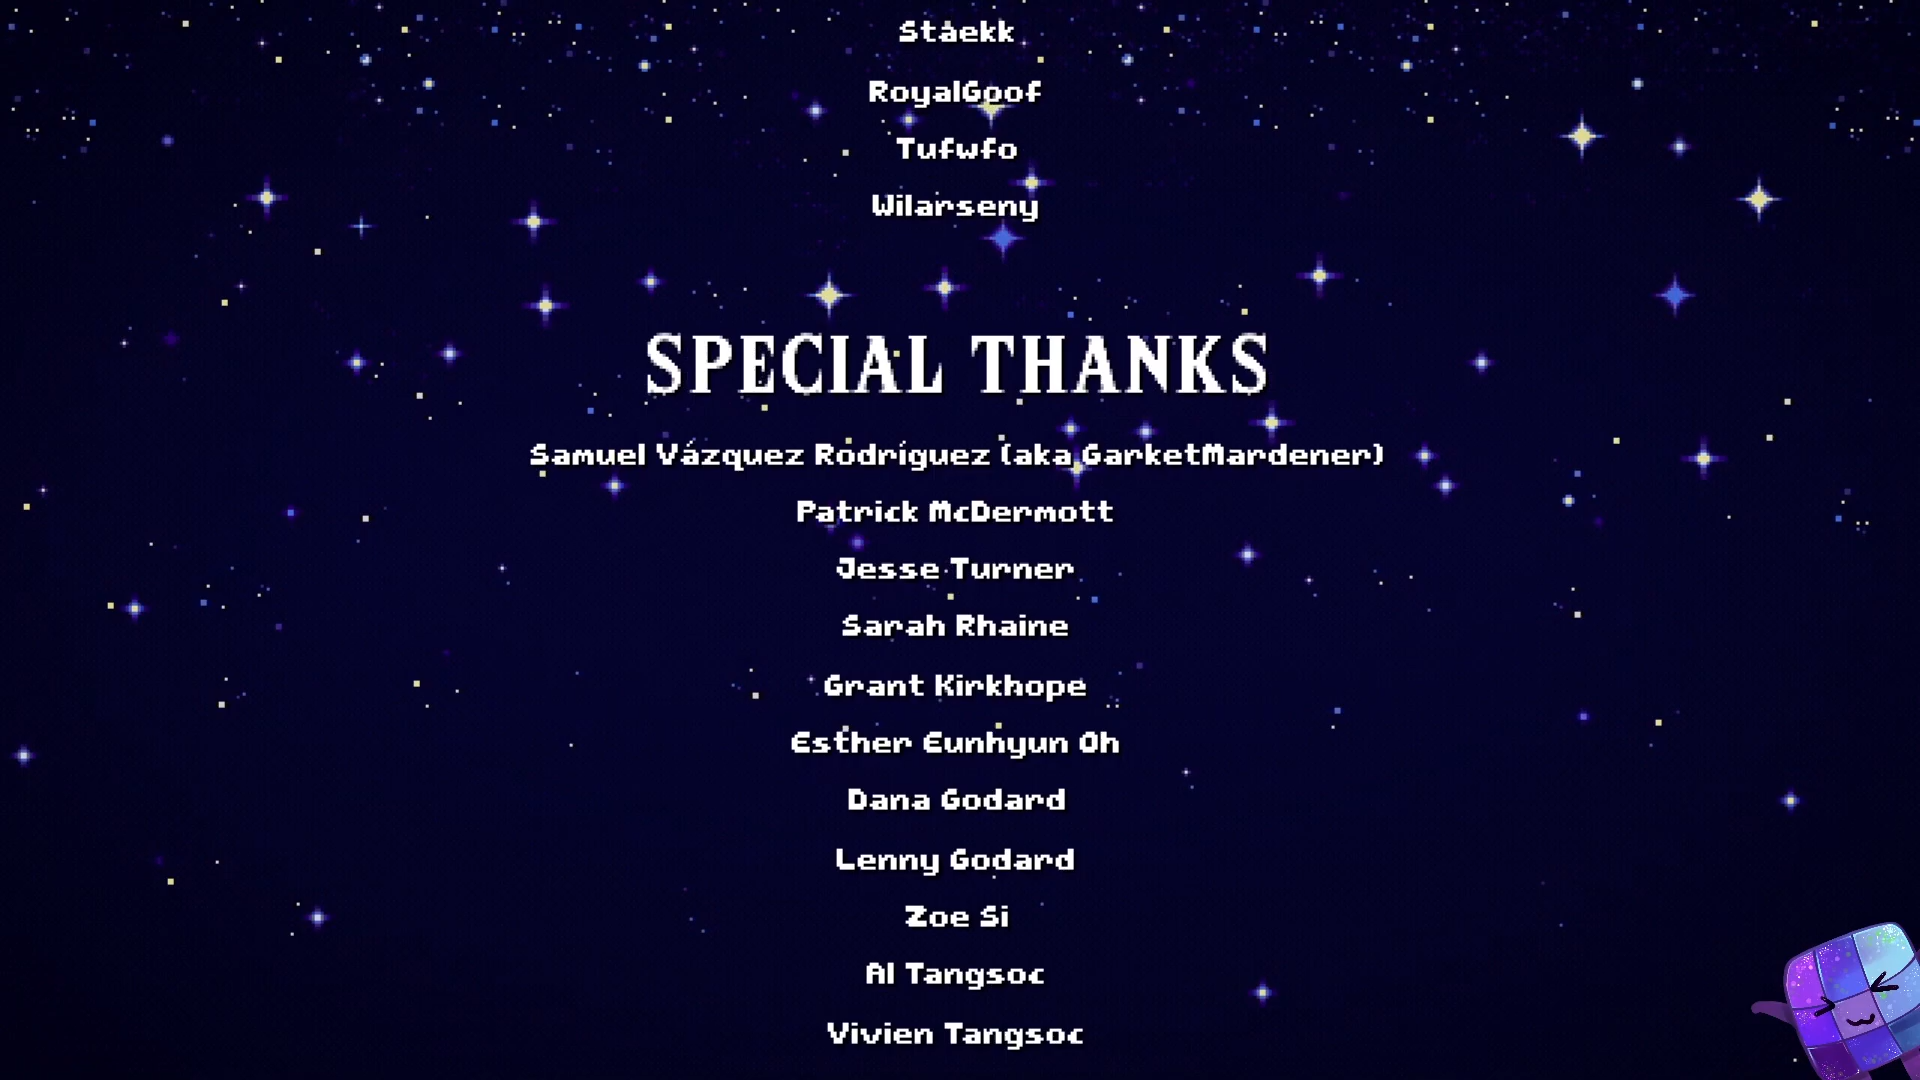 Staekk
RoyalGoof
Tufwfo
Wilarseny
SPECIAL THANKS
Samuel Vázquez Rodríguez (aka GarketMardener)
Patrick McDermott
Jesse Turner
Sarah Rhaine
Grant Kirkhope
Esther Eunhyun Oh
Dana Godard
Lenny Godard
Zoe Si
Al Tangsoc
Vivien Tangsoc